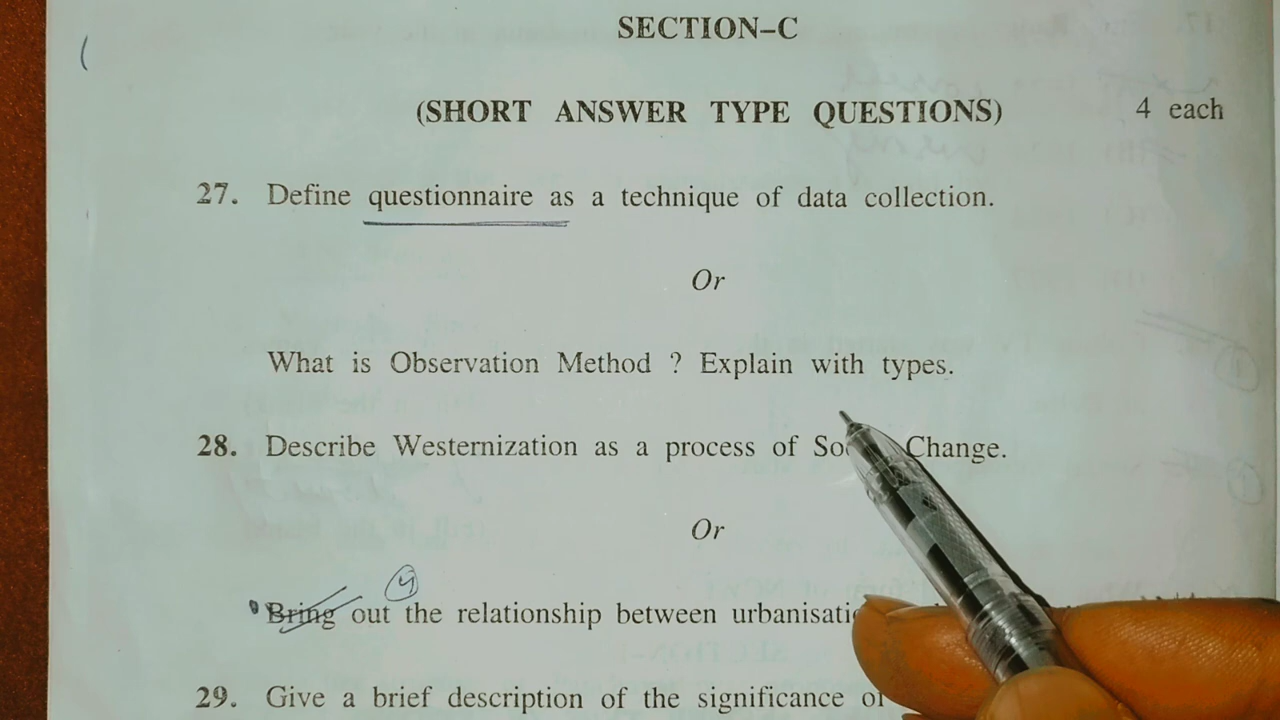 SECTION–C
(SHORT ANSWER TYPE QUESTIONS) 4 each
27. Define questionnaire as a technique of data collection.
Or
What is Observation Method ? Explain with types.
28. Describe Westernization as a process of Change.
Or
4
Bring out the relationship between
29. Give a brief description of the significance